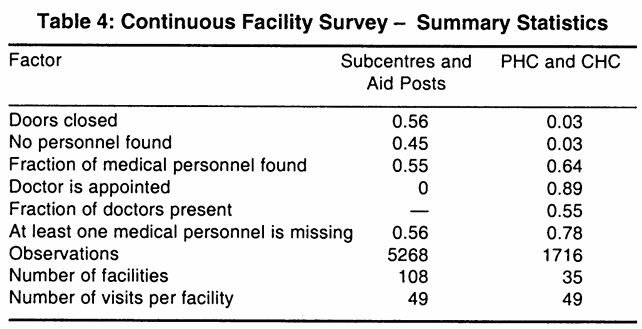 Table 4: Continuous Facility Survey – Summary Statistics
Factor Subcentres and PHC and CHC
Aid Posts
Doors closed 0.56 0.03
No personnel found 0.45 0.03
Fraction of medical personnel found 0.55 0.64
Doctor is appointed 0 0.89
Fraction of doctors present — 0.55
At least one medical personnel is missing 0.56 0.78
Observations 5268 1716
Number of facilities 108 35
Number of visits per facility 49 49